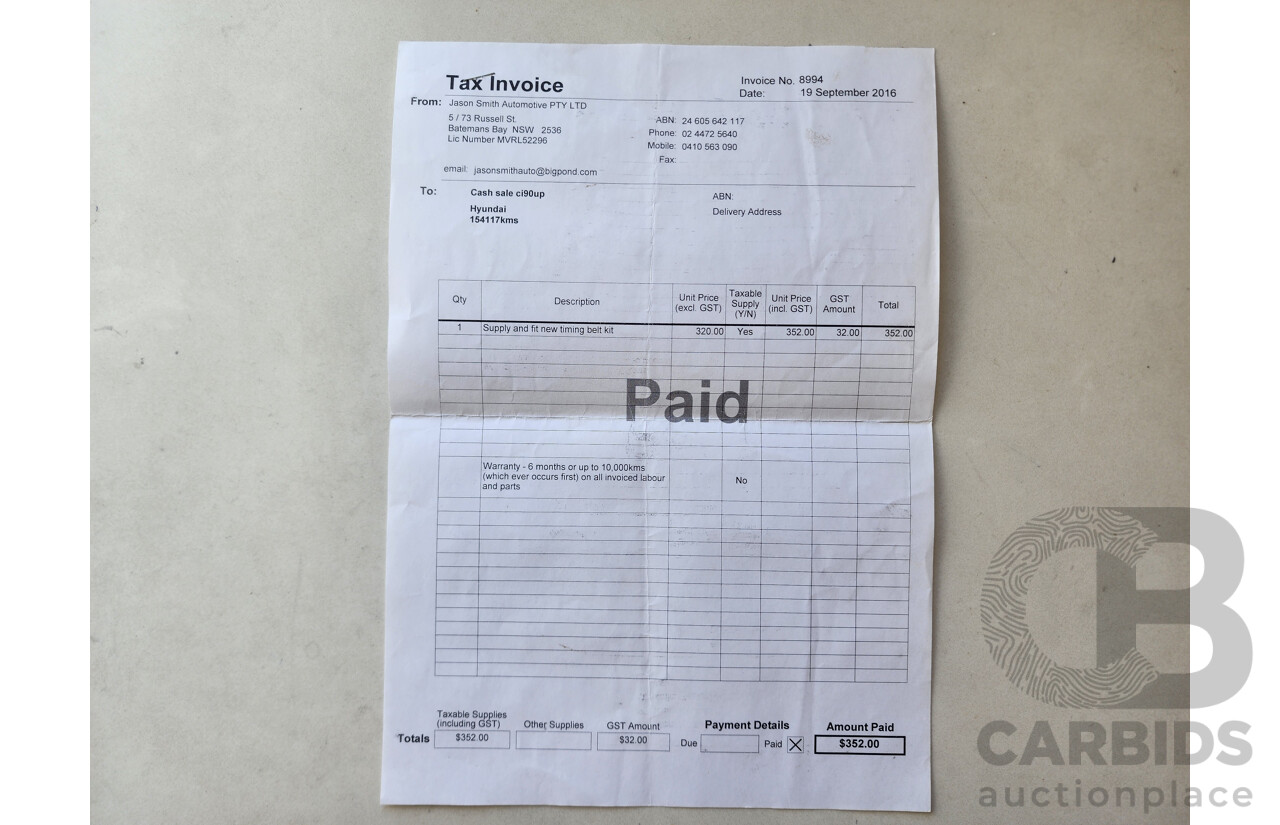 Tax Invoice
Invoice No. 8994
Date: 19 September 2016
From: Jason Smith Automotive PTY LTD
5 / 73 Russell St.
Batemans Bay NSW 2536
Lic Number MVRL52296
ABN: 24 605 642 117
Phone: 02 4472 5640
Mobile: 0410 563 090
Fax:
email: jasonsmithauto@bigpond.com
To: Cash sale ci90up
Hyundai
154117kms
ABN:
Delivery Address
Qty Description Unit Price (excl. GST) Taxable Supply (Y/N) Unit Price (incl. GST) GST Amount Total
1 Supply and fit new timing belt kit 320.00 Yes 352.00 32.00 352.00
Paid
Warranty - 6 months or up to 10,000kms
(which ever occurs first) on all invoiced labour
and parts
No
Taxable Supplies
(including GST)
Other Supplies
GST Amount
Payment Details
Amount Paid
Totals $352.00 $32.00 Due Paid $352.00
CB
CARBIDS
auctionplace